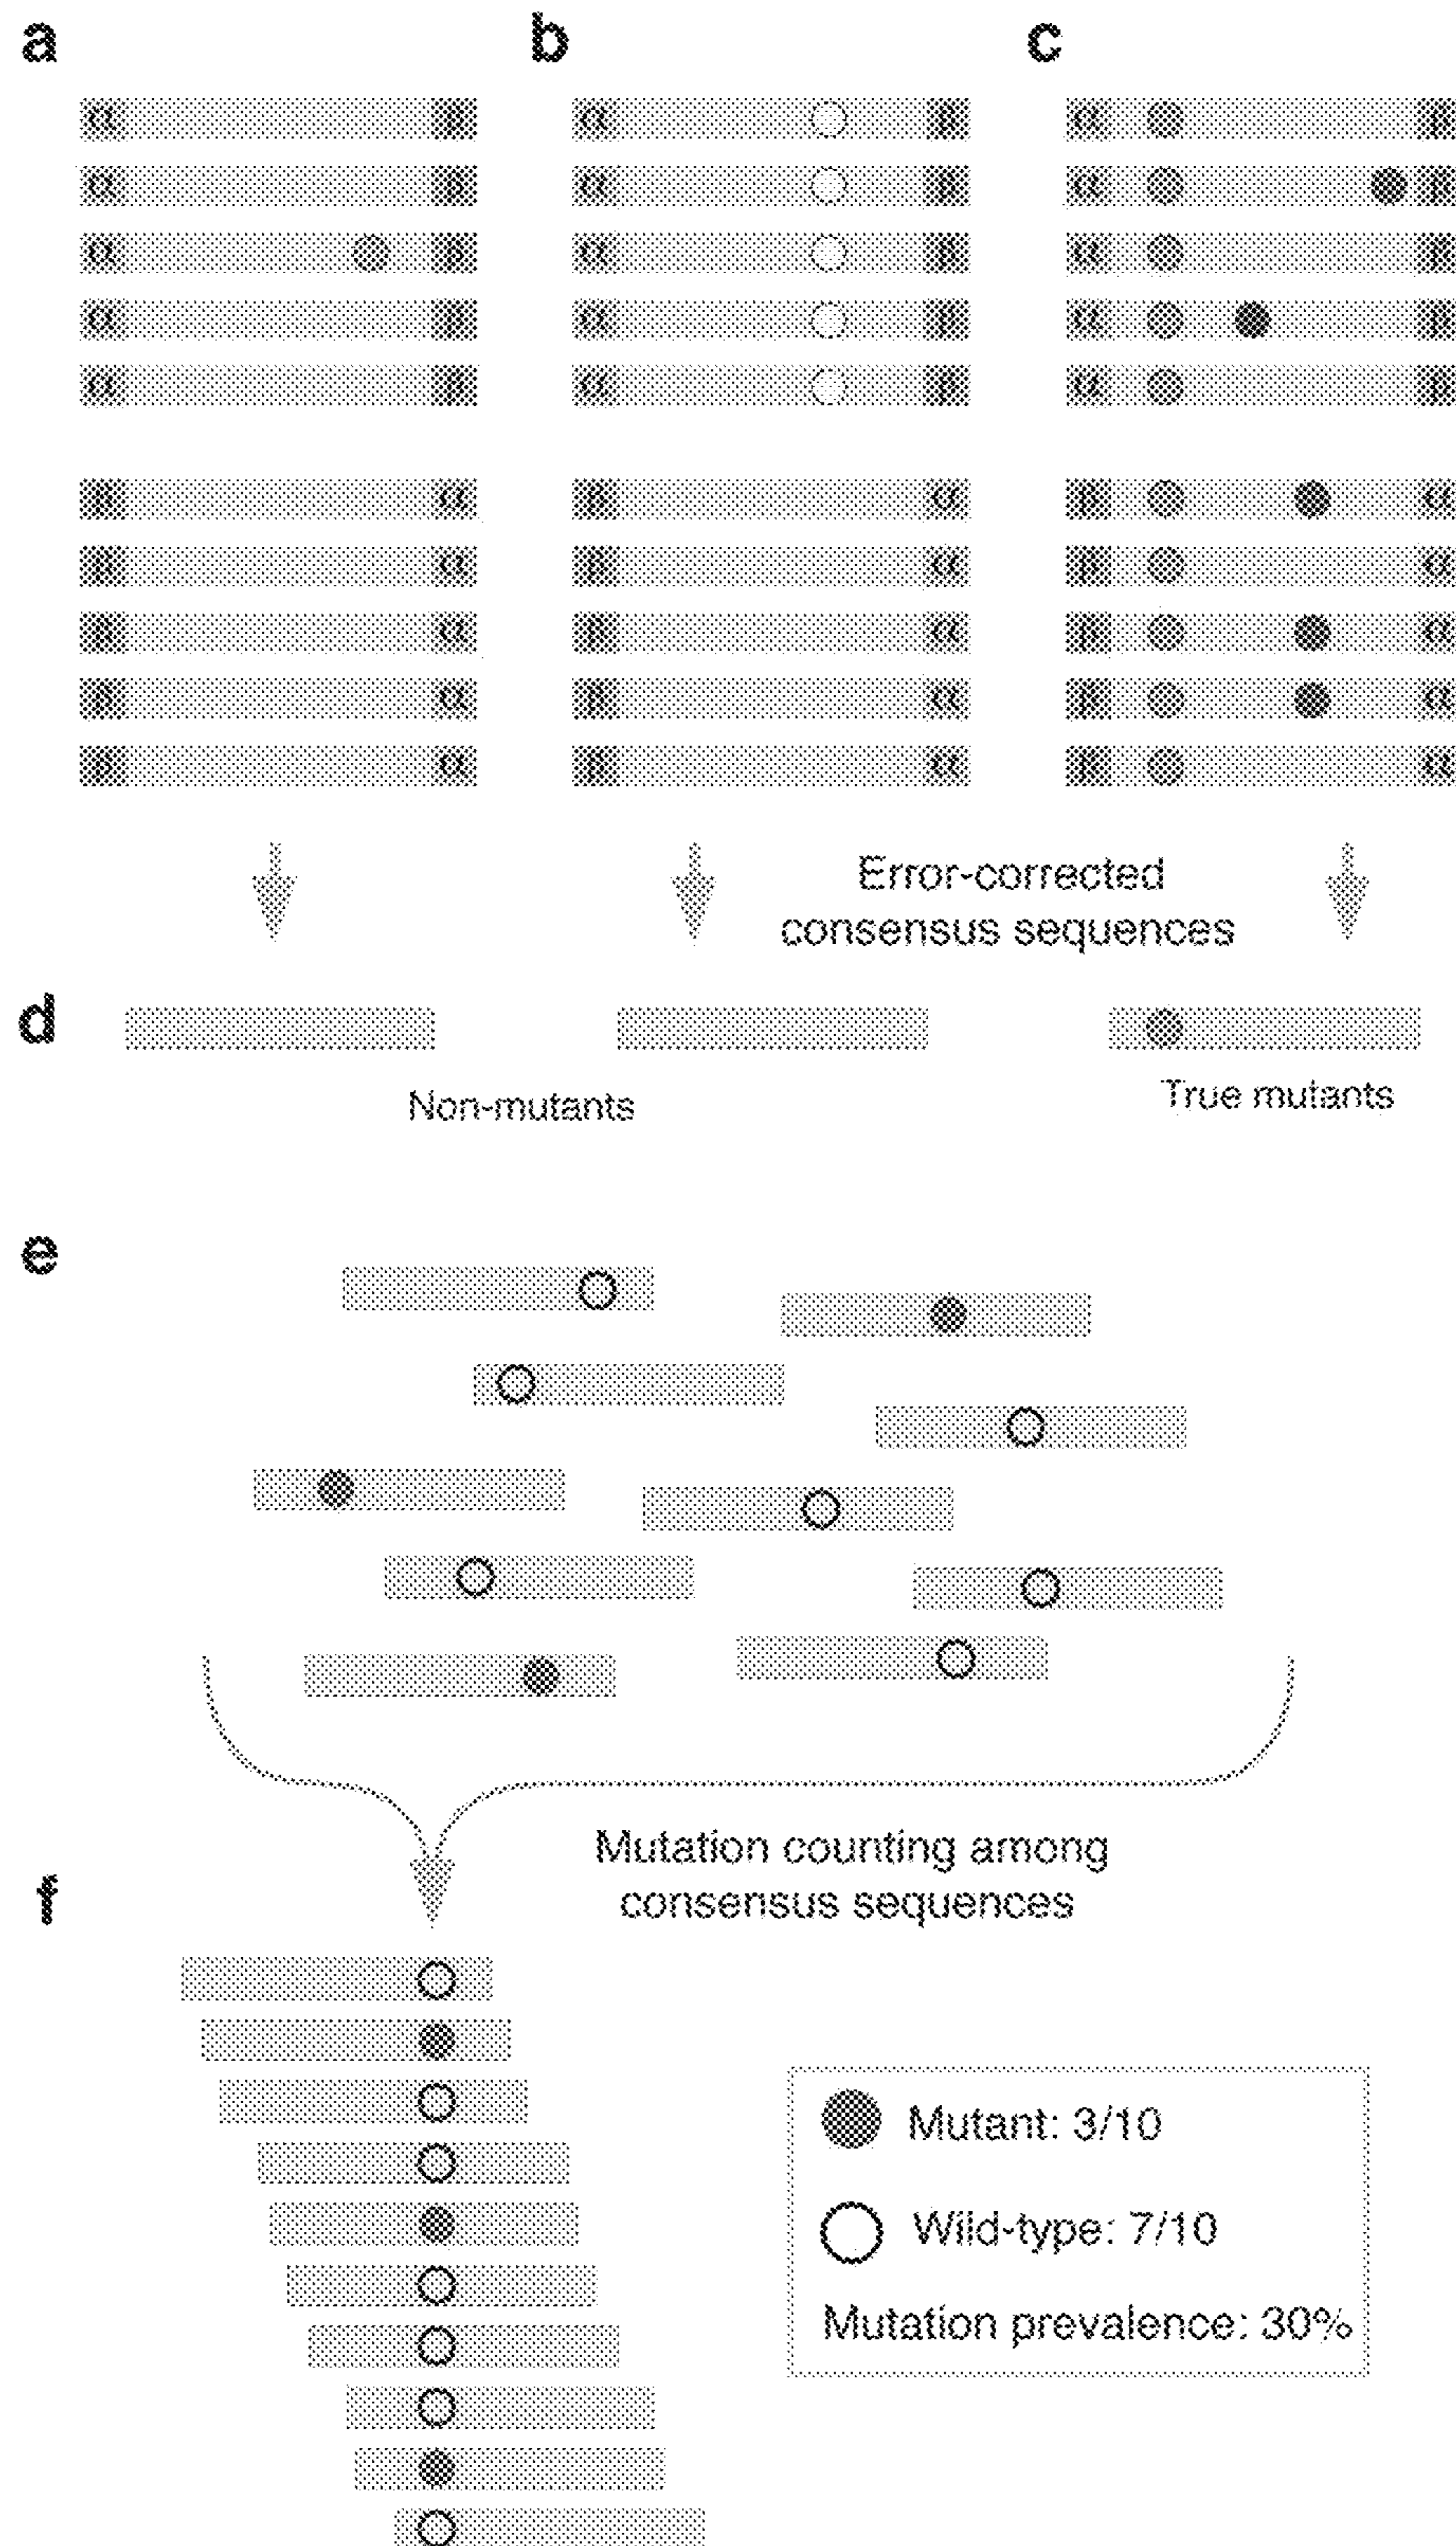 a b c
α β
α β
α β
α β
α β
β α
β α
β α
β α
β α
α β
α β
α β
α β
α β
β α
β α
β α
β α
β α
α β
α β
α β
α β
α β
β α
β α
β α
β α
β α
Error-corrected
consensus sequences
d
Non-mutants
True mutants
e
Mutation counting among
consensus sequences
f
Mutant: 3/10
Wild-type: 7/10
Mutation prevalence: 30%